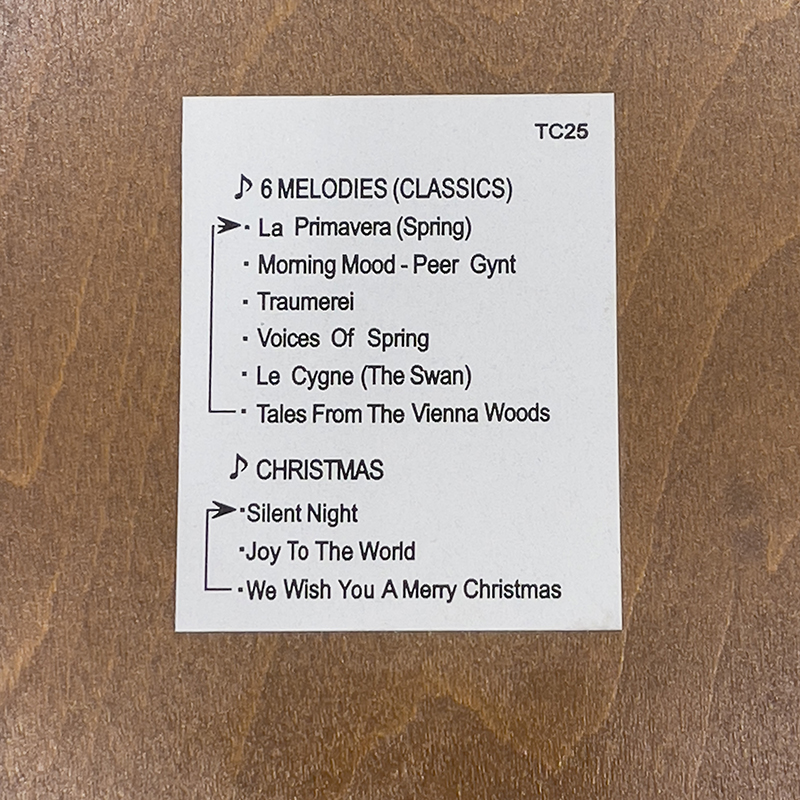 TC25
♪ 6 MELODIES (CLASSICS)
· La Primavera (Spring)
· Morning Mood - Peer Gynt
· Traumerei
· Voices Of Spring
· Le Cygne (The Swan)
· Tales From The Vienna Woods
♪ CHRISTMAS
·Silent Night
·Joy To The World
·We Wish You A Merry Christmas